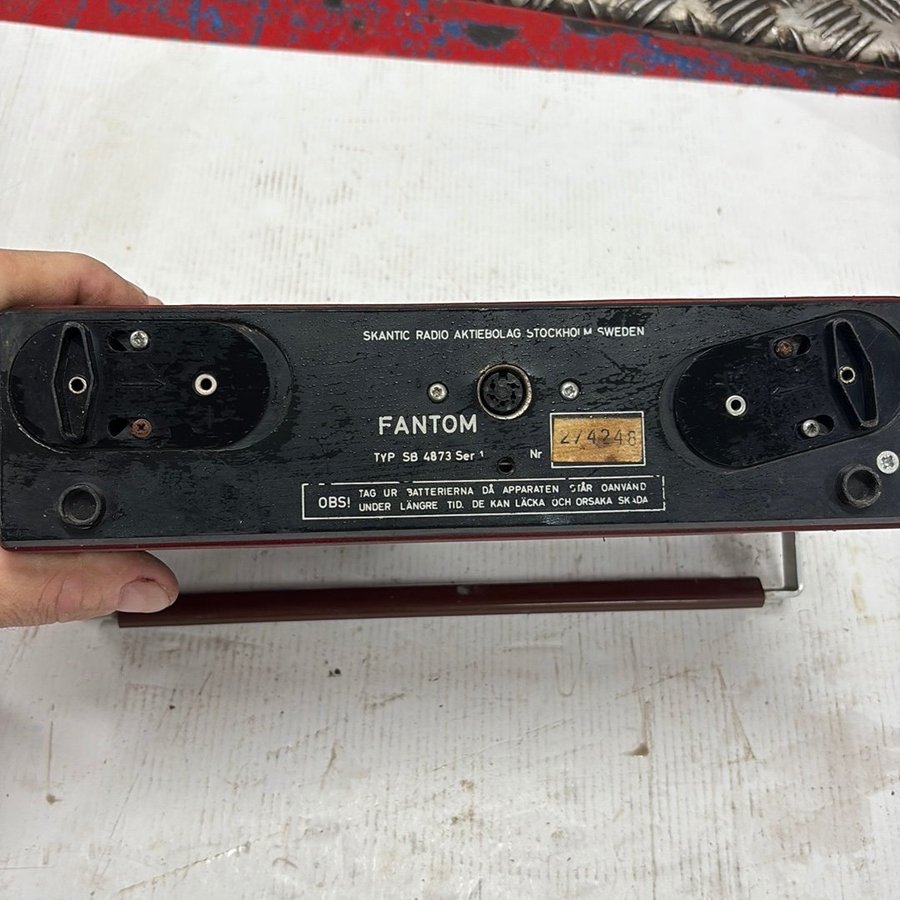 SKANTIC RADIO AKTIEBOLAG STOCKHOLM SWEDEN
FANTOM
TYP SB 4873 Ser 1
Nr 274248
OBS! TAG UR BATTERIERNA DÅ APPARATEN STÅR OANVÄND
UNDER LÄNGRE TID. DE KAN LÄCKA OCH ORSAKA SKADA